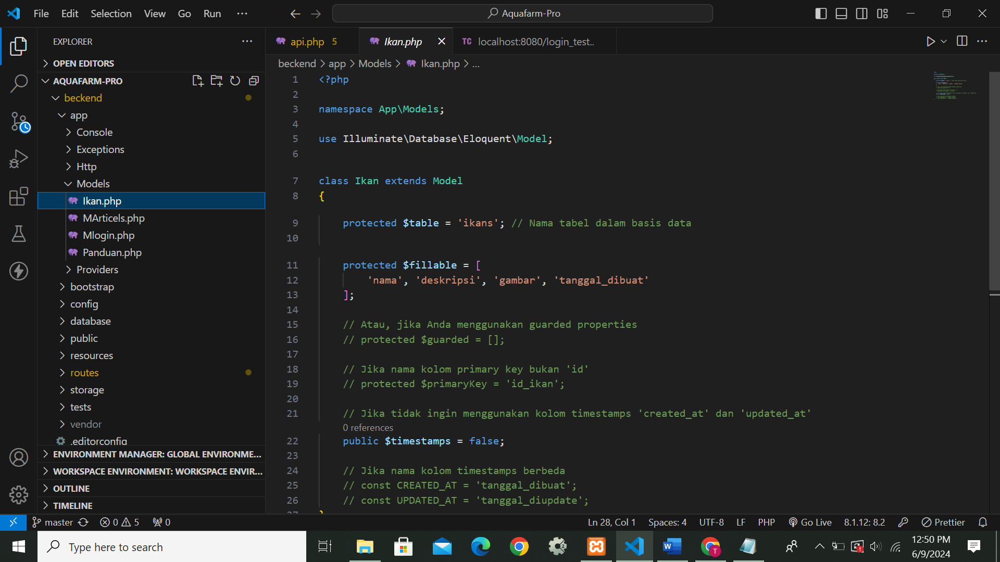 File Edit Selection View Go Run ...
Aquafarm-Pro
EXPLORER
OPEN EDITORS
AQUAFARM-PRO
beckend
app
Console
Exceptions
Http
Models
Ikan.php
MArticels.php
Mlogin.php
Panduan.php
Providers
bootstrap
config
database
public
resources
routes
storage
tests
vendor
.editorconfig
ENVIRONMENT MANAGER: GLOBAL ENVIRONME...
WORKSPACE ENVIRONMENT: WORKSPACE ENVIR...
OUTLINE
TIMELINE
api.php 5
Ikan.php
TC localhost:8080/login_test..
beckend > app > Models > Ikan.php > ...
1 <?php
2
3 namespace App\Models;
4
5 use Illuminate\Database\Eloquent\Model;
6
7 class Ikan extends Model
8 {
9 protected $table = 'ikans'; // Nama tabel dalam basis data
10
11 protected $fillable = [
12 'nama', 'deskripsi', 'gambar', 'tanggal_dibuat'
13 ];
14
15 // Atau, jika Anda menggunakan guarded properties
16 // protected $guarded = [];
17
18 // Jika nama kolom primary key bukan 'id'
19 // protected $primaryKey = 'id_ikan';
20
21 // Jika tidak ingin menggunakan kolom timestamps 'created_at' dan 'updated_at'
0 references
22 public $timestamps = false;
23
24 // Jika nama kolom timestamps berbeda
25 // const CREATED_AT = 'tanggal_dibuat';
26 // const UPDATED_AT = 'tanggal_diupdate';
27 }
master 0 5 0
Ln 28, Col 1 Spaces: 4 UTF-8 LF PHP Go Live 8.1.12: 8.2 Prettier
Type here to search
12:50 PM
6/9/2024